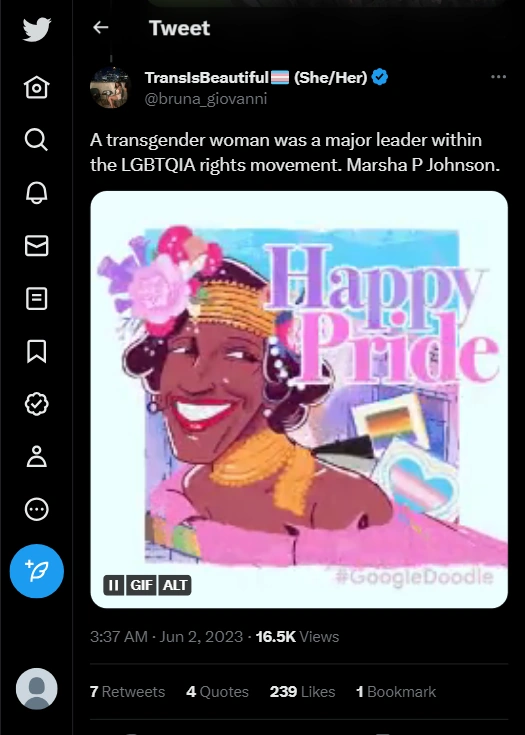 Tweet
TransIsBeautiful🏳️‍⚧️ (She/Her)
@bruna_giovanni
A transgender woman was a major leader within
the LGBTQIA rights movement. Marsha P Johnson.
Happy
Pride
#GoogleDoodle
GIF ALT
3:37 AM · Jun 2, 2023 · 16.5K Views
7 Retweets 4 Quotes 239 Likes 1 Bookmark